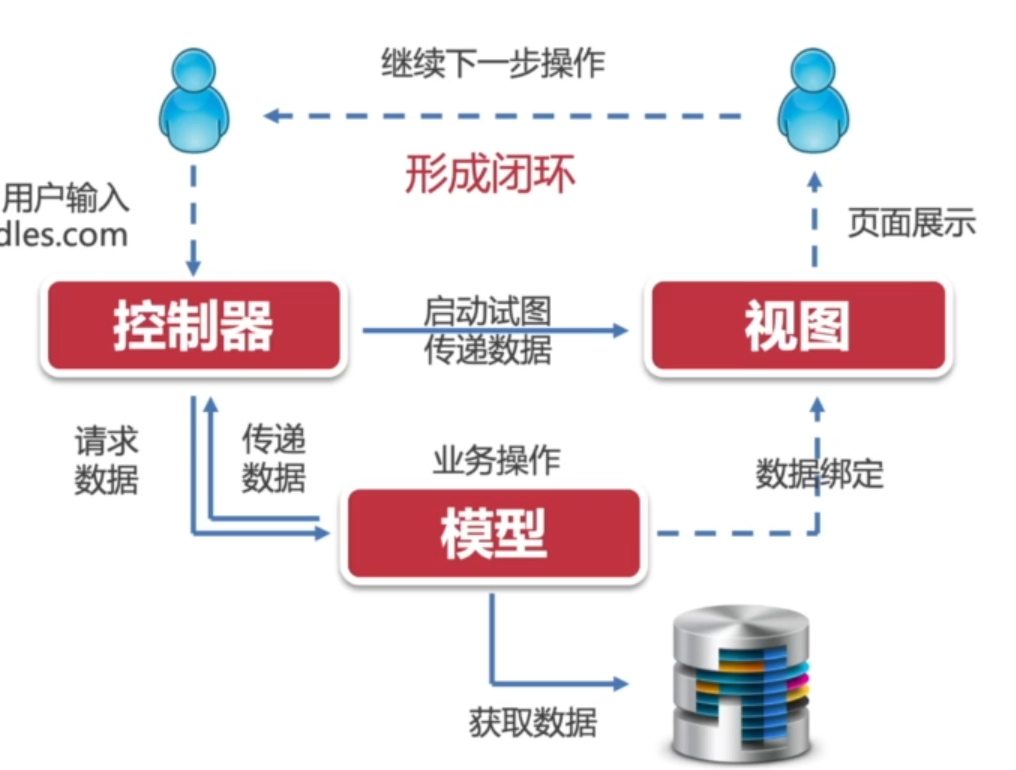 继续下一步操作
形成闭环
用户输入
dles.com
页面展示
控制器
启动试图
传递数据
视图
请求
数据
传递
数据
业务操作
数据绑定
模型
获取数据